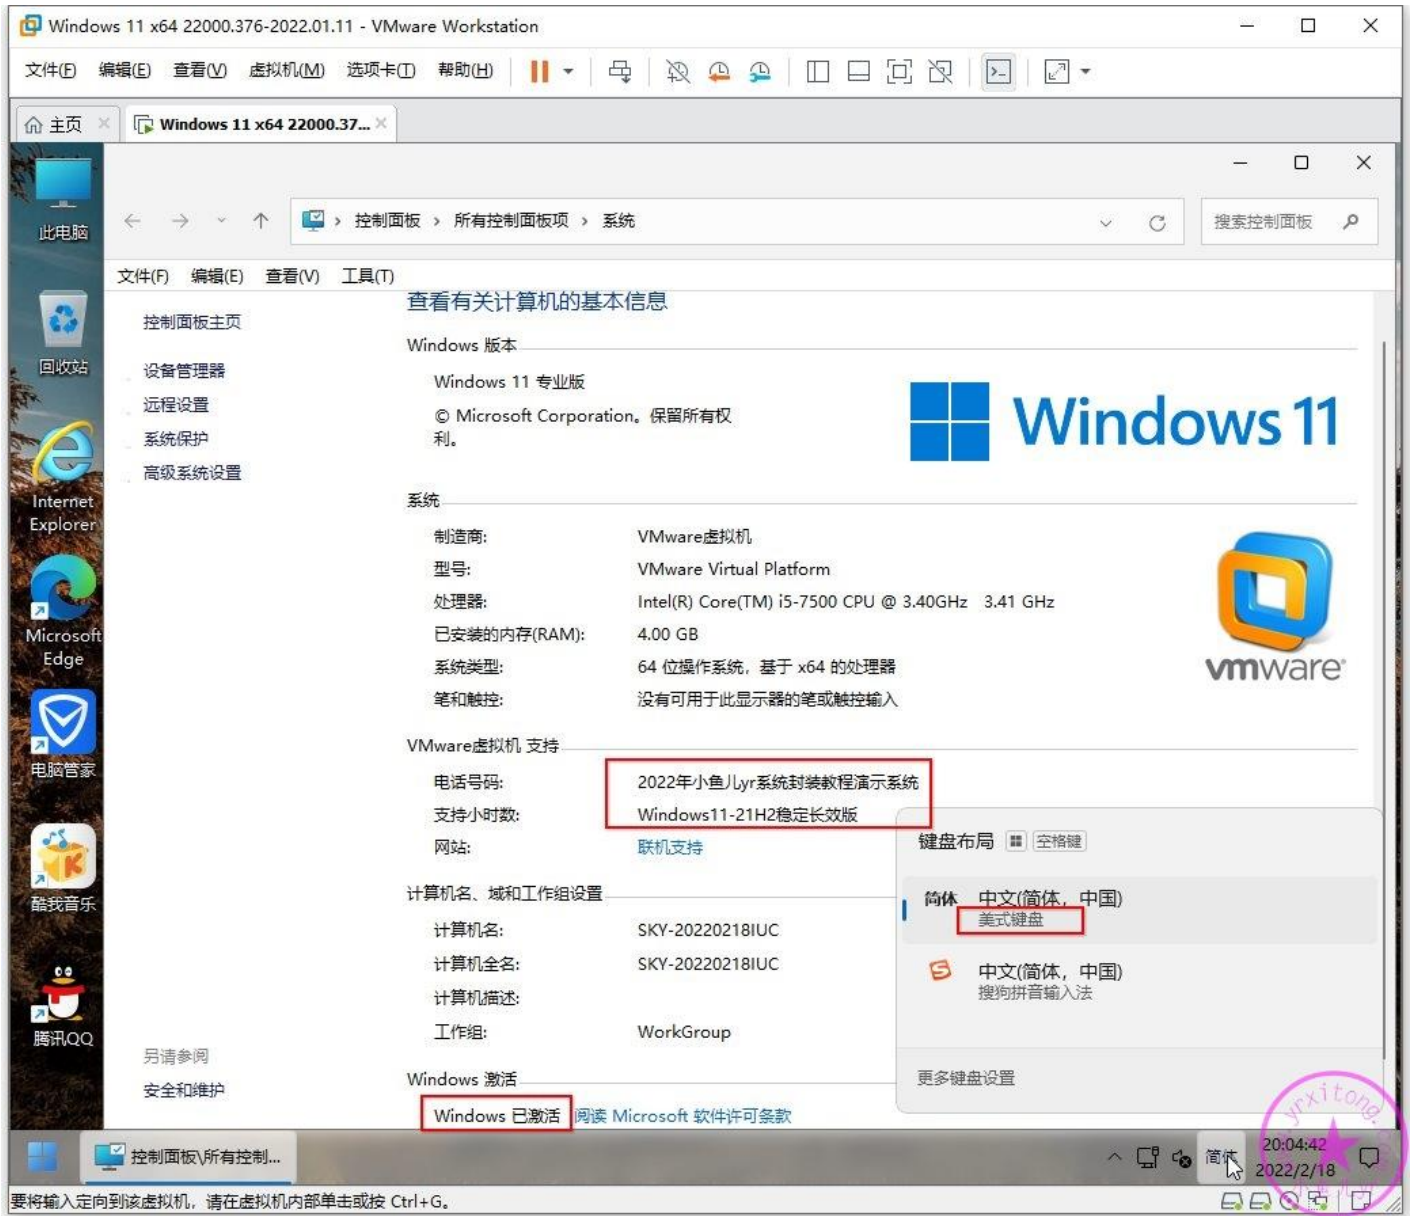 Windows 11 x64 22000.376-2022.01.11 - VMware Workstation
文件(F) 编辑(E) 查看(V) 虚拟机(M) 选项卡(T) 帮助(H)
主页 Windows 11 x64 22000.37...
此电脑
回收站
Internet
Explorer
Microsoft
Edge
电脑管家
酷我音乐
腾讯QQ
控制面板 › 所有控制面板项 › 系统
搜索控制面板
文件(F) 编辑(E) 查看(V) 工具(T)
控制面板主页
设备管理器
远程设置
系统保护
高级系统设置
另请参阅
安全和维护
查看有关计算机的基本信息
Windows 版本
Windows 11 专业版
© Microsoft Corporation。保留所有权
利。
Windows 11
系统
制造商: VMware虚拟机
型号: VMware Virtual Platform
处理器: Intel(R) Core(TM) i5-7500 CPU @ 3.40GHz 3.41 GHz
已安装的内存(RAM): 4.00 GB
系统类型: 64 位操作系统，基于 x64 的处理器
笔和触控: 没有可用于此显示器的笔或触控输入
vmware®
VMware虚拟机 支持
电话号码: 2022年小鱼儿yr系统封装教程演示系统
支持小时数: Windows11-21H2稳定长效版
网站: 联机支持
计算机名、域和工作组设置
计算机名: SKY-20220218IUC
计算机全名: SKY-20220218IUC
计算机描述:
工作组: WorkGroup
Windows 激活
Windows 已激活 阅读 Microsoft 软件许可条款
键盘布局 空格键
简体 中文(简体，中国)
美式键盘
中文(简体，中国)
搜狗拼音输入法
更多键盘设置
控制面板\所有控制...
简体
20:04:42
2022/2/18
要将输入定向到该虚拟机，请在虚拟机内部单击或按 Ctrl+G。